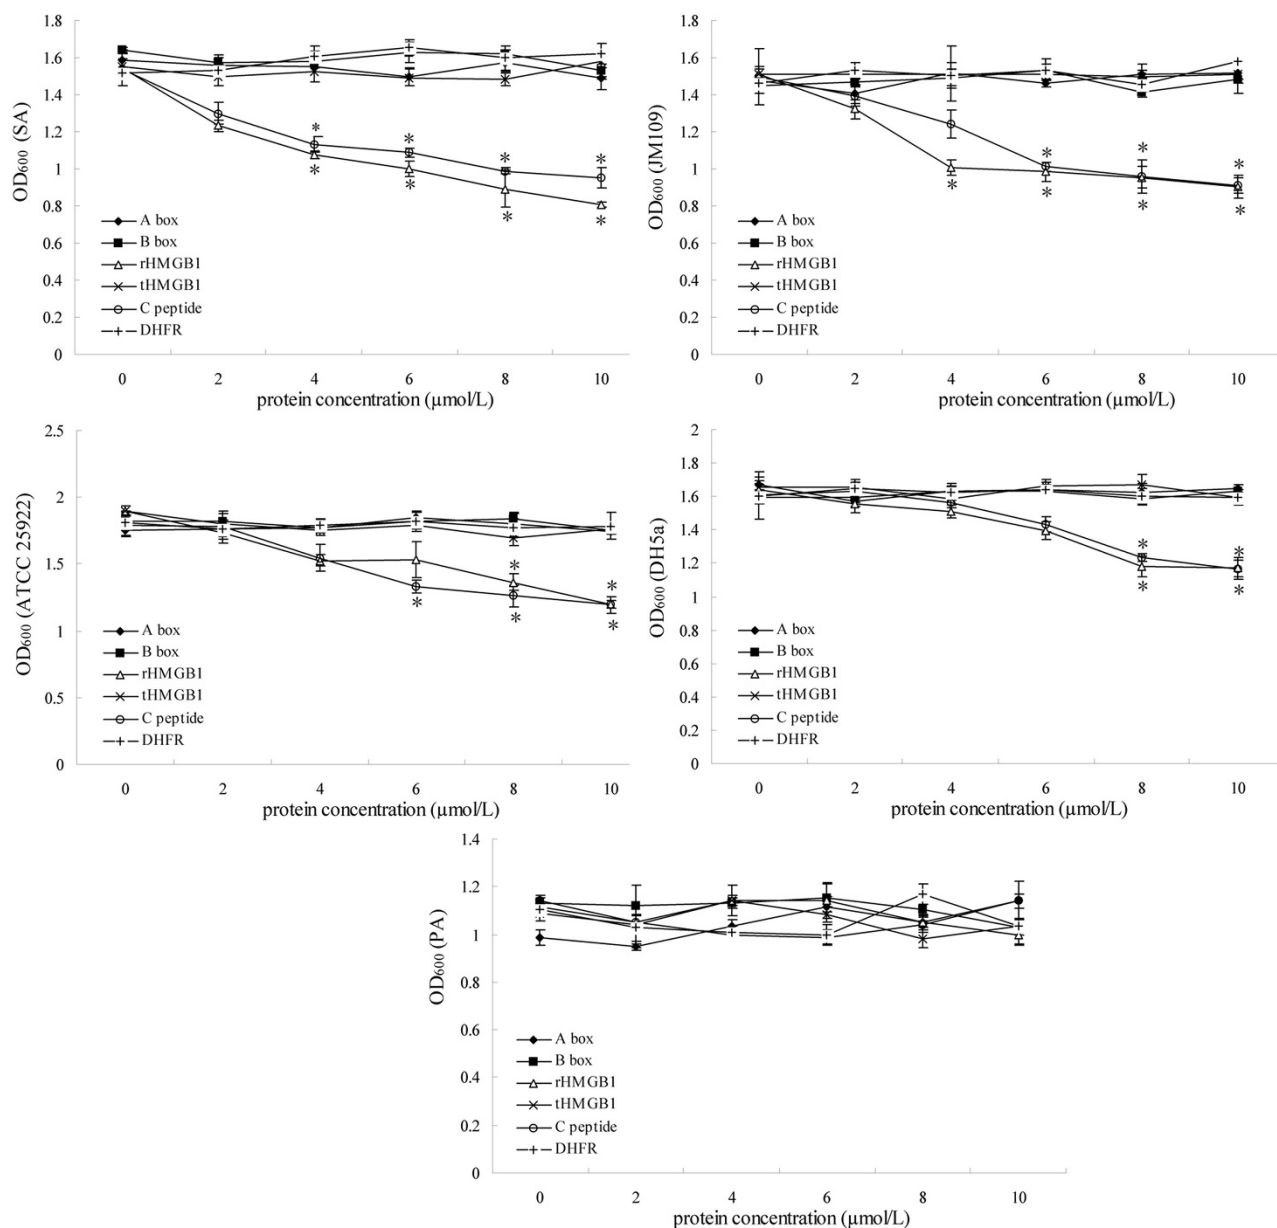 1.8
1.6
1.4
1.2
1
0.8
0.6
0.4
0.2
0
OD600 (SA)
* * * *
* * * *
A box
B box
rHMGB1
tHMGB1
C peptide
DHFR
0 2 4 6 8 10
protein concentration (µmol/L)
1.8
1.6
1.4
1.2
1
0.8
0.6
0.4
0.2
0
OD600 (JM109)
* * *
* * * *
A box
B box
rHMGB1
tHMGB1
C peptide
DHFR
0 2 4 6 8 10
protein concentration (µmol/L)
2.5
2
1.5
1
0.5
0
OD600 (ATCC 25922)
* *
* * *
A box
B box
rHMGB1
tHMGB1
C peptide
DHFR
0 2 4 6 8 10
protein concentration (µmol/L)
2
1.8
1.6
1.4
1.2
1
0.8
0.6
0.4
0.2
0
OD600 (DH5a)
* *
* *
A box
B box
rHMGB1
tHMGB1
C peptide
DHFR
0 2 4 6 8 10
protein concentration (µmol/L)
1.4
1.2
1
0.8
0.6
0.4
0.2
0
OD600 (PA)
A box
B box
rHMGB1
tHMGB1
C peptide
DHFR
0 2 4 6 8 10
protein concentration (µmol/L)